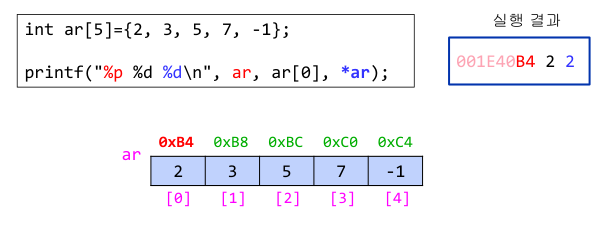 int ar[5]={2, 3, 5, 7, -1};
printf("%p %d %d\n", ar, ar[0], *ar);
실행 결과
001E40B4 2 2
0xB4 0xB8 0xBC 0xC0 0xC4
ar 2 3 5 7 -1
[0] [1] [2] [3] [4]